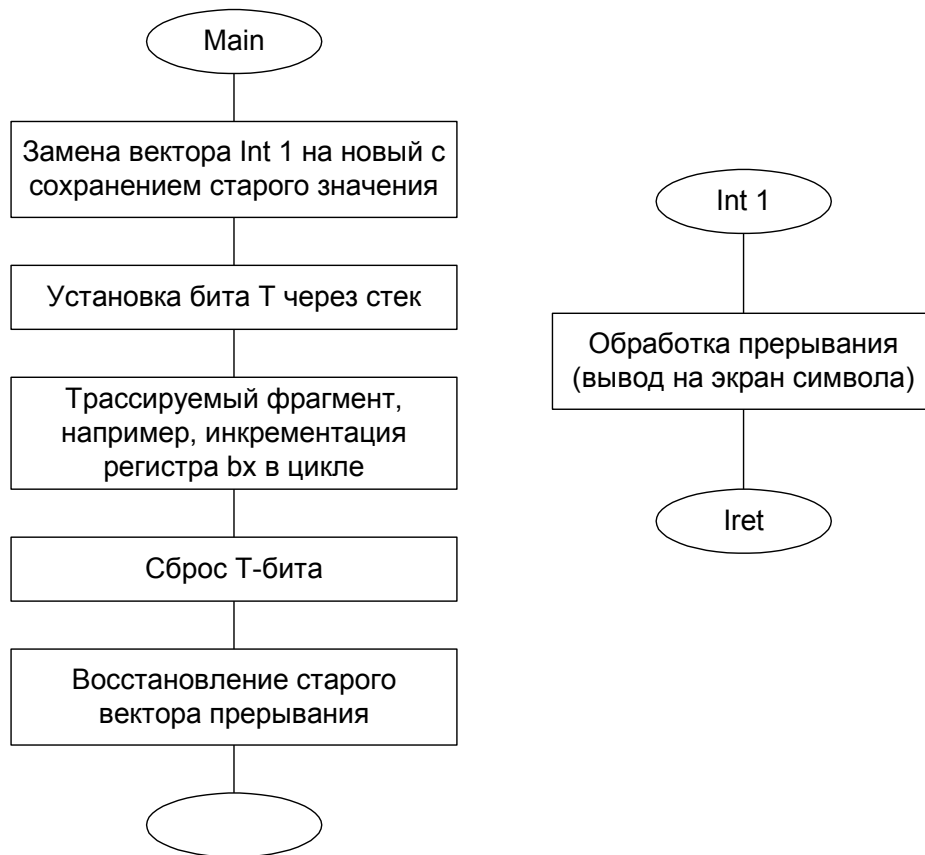 Main
Замена вектора Int 1 на новый с
сохранением старого значения
Установка бита T через стек
Трассируемый фрагмент,
например, инкрементация
регистра bx в цикле
Сброс T-бита
Восстановление старого
вектора прерывания
Int 1
Обработка прерывания
(вывод на экран символа)
Iret